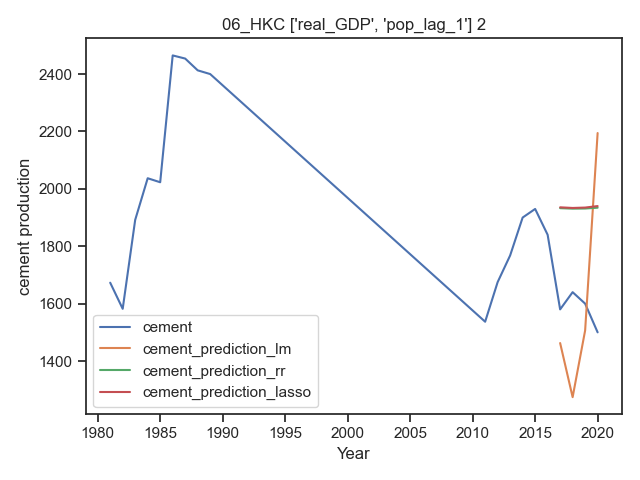 06_HKC ['real_GDP', 'pop_lag_1'] 2
cement production
2400
2200
2000
1800
1600
1400
cement
cement_prediction_lm
cement_prediction_rr
cement_prediction_lasso
1980 1985 1990 1995 2000 2005 2010 2015 2020
Year